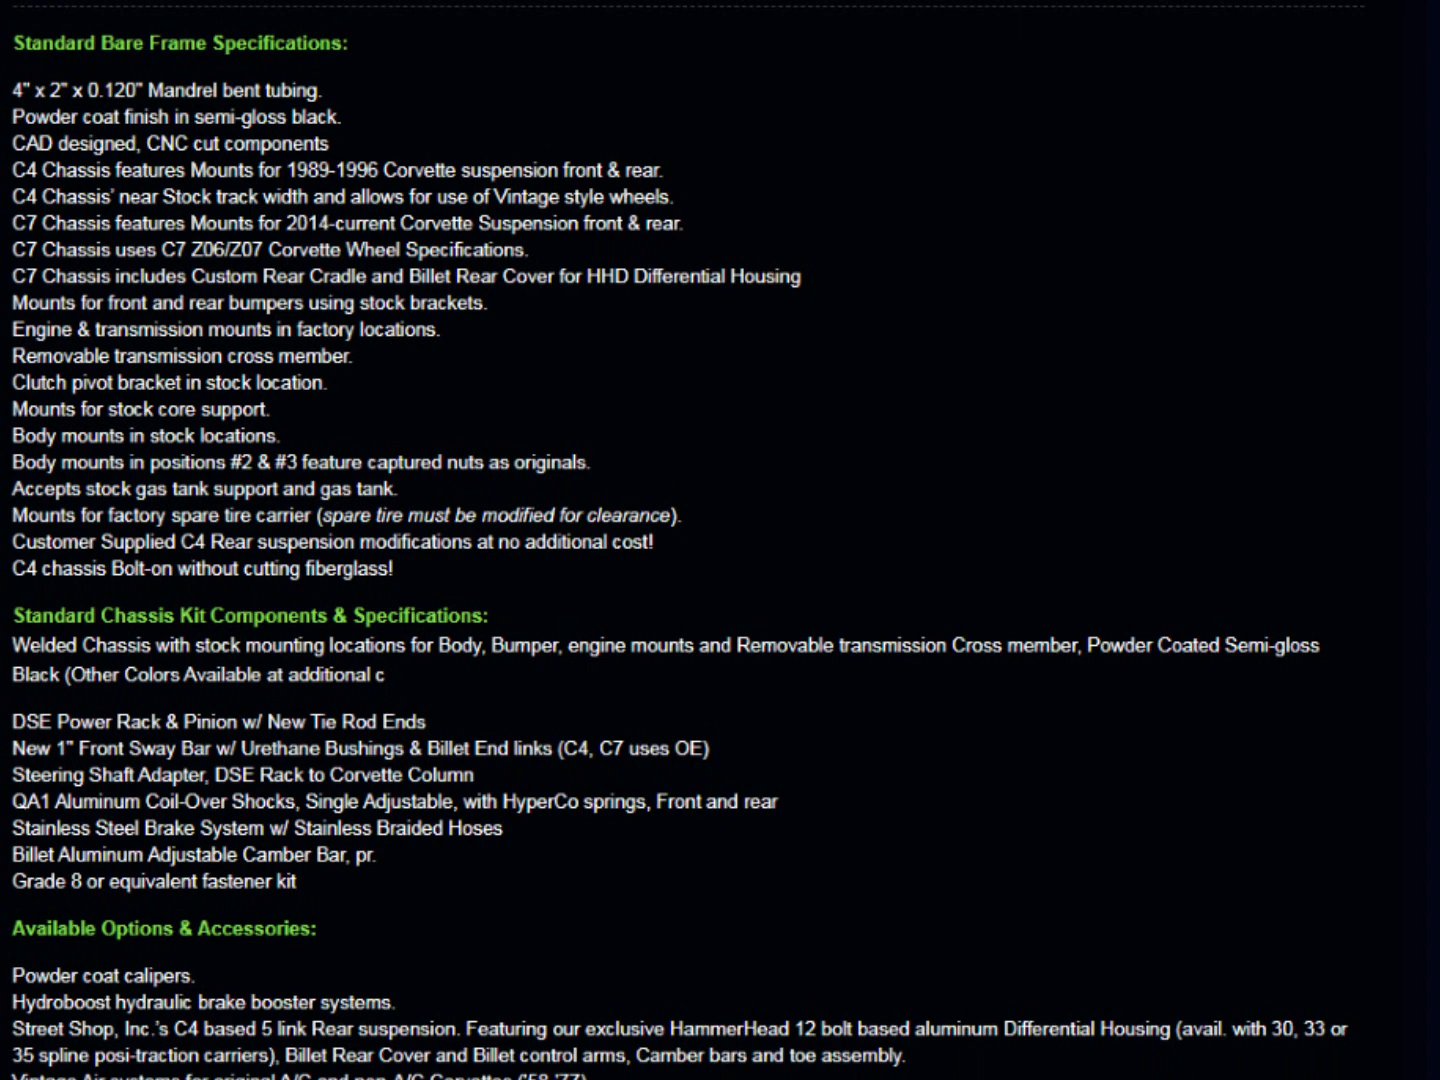 Standard Bare Frame Specifications:
4" x 2" x 0.120" Mandrel bent tubing.
Powder coat finish in semi-gloss black.
CAD designed, CNC cut components
C4 Chassis features Mounts for 1989-1996 Corvette suspension front & rear.
C4 Chassis' near Stock track width and allows for use of Vintage style wheels.
C7 Chassis features Mounts for 2014-current Corvette Suspension front & rear.
C7 Chassis uses C7 Z06/Z07 Corvette Wheel Specifications.
C7 Chassis includes Custom Rear Cradle and Billet Rear Cover for HHD Differential Housing
Mounts for front and rear bumpers using stock brackets.
Engine & transmission mounts in factory locations.
Removable transmission cross member.
Clutch pivot bracket in stock location.
Mounts for stock core support.
Body mounts in stock locations.
Body mounts in positions #2 & #3 feature captured nuts as originals.
Accepts stock gas tank support and gas tank.
Mounts for factory spare tire carrier (spare tire must be modified for clearance).
Customer Supplied C4 Rear suspension modifications at no additional cost!
C4 chassis Bolt-on without cutting fiberglass!
Standard Chassis Kit Components & Specifications:
Welded Chassis with stock mounting locations for Body, Bumper, engine mounts and Removable transmission Cross member, Powder Coated Semi-gloss
Black (Other Colors Available at additional c
DSE Power Rack & Pinion w/ New Tie Rod Ends
New 1" Front Sway Bar w/ Urethane Bushings & Billet End links (C4, C7 uses OE)
Steering Shaft Adapter, DSE Rack to Corvette Column
QA1 Aluminum Coil-Over Shocks, Single Adjustable, with HyperCo springs, Front and rear
Stainless Steel Brake System w/ Stainless Braided Hoses
Billet Aluminum Adjustable Camber Bar, pr.
Grade 8 or equivalent fastener kit
Available Options & Accessories:
Powder coat calipers.
Hydroboost hydraulic brake booster systems.
Street Shop, Inc.'s C4 based 5 link Rear suspension. Featuring our exclusive HammerHead 12 bolt based aluminum Differential Housing (avail. with 30, 33 or
35 spline posi-traction carriers), Billet Rear Cover and Billet control arms, Camber bars and toe assembly.
Vintage Air systems for original A/C and non-A/C Corvettes ('58-'77)